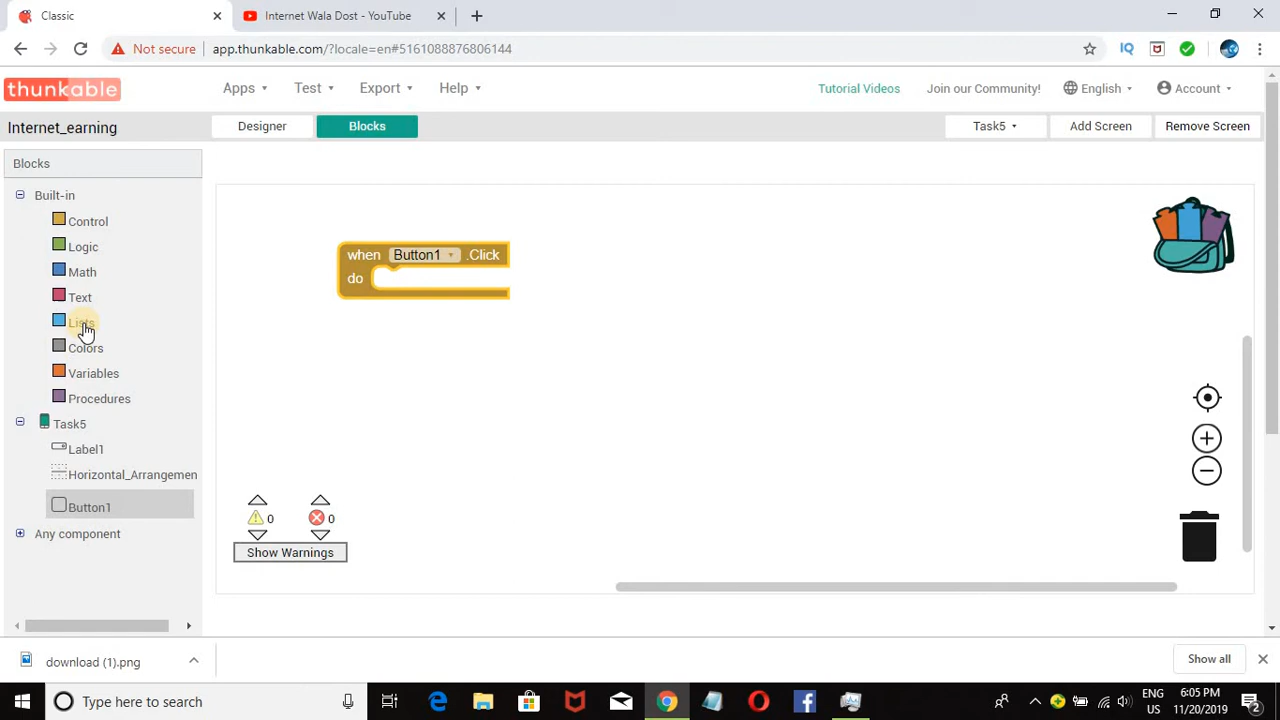 Classic
Internet Wala Dost - YouTube
Not secure
app.thunkable.com/?locale=en#5161088876806144
IQ
thunkable
Apps
Test
Export
Help
Tutorial Videos
Join our Community!
English
Account
Internet_earning
Designer
Blocks
Task5
Add Screen
Remove Screen
Blocks
Built-in
Control
Logic
Math
Text
Lists
Colors
Variables
Procedures
Task5
Label1
Horizontal_Arrangemen
Button1
Any component
when Button1 .Click
do
0
0
Show Warnings
download (1).png
Show all
Type here to search
ENG
US
6:05 PM
11/20/2019
2